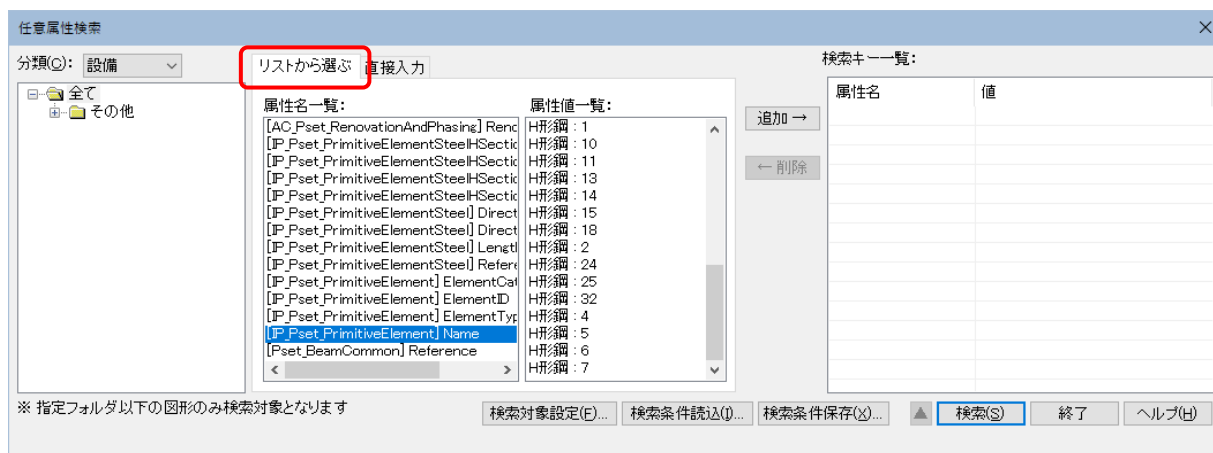 任意属性検索
分類(C): 設備
リストから選ぶ 直接入力
検索キー一覧:
全て
その他
属性名一覧:
属性値一覧:
属性名 値
追加 →
← 削除
[AC_Pset_RenovationAndPhasing] Renc
[IP_Pset_PrimitiveElementSteelHSectic
[IP_Pset_PrimitiveElementSteelHSectic
[IP_Pset_PrimitiveElementSteelHSectic
[IP_Pset_PrimitiveElementSteelHSectic
[IP_Pset_PrimitiveElementSteel] Direct
[IP_Pset_PrimitiveElementSteel] Direct
[IP_Pset_PrimitiveElementSteel] Lengtl
[IP_Pset_PrimitiveElementSteel] Refere
[IP_Pset_PrimitiveElement] ElementCat
[IP_Pset_PrimitiveElement] ElementID
[IP_Pset_PrimitiveElement] ElementTyp
[IP_Pset_PrimitiveElement] Name
[Pset_BeamCommon] Reference
H形鋼 : 1
H形鋼 : 10
H形鋼 : 11
H形鋼 : 13
H形鋼 : 14
H形鋼 : 15
H形鋼 : 18
H形鋼 : 2
H形鋼 : 24
H形鋼 : 25
H形鋼 : 32
H形鋼 : 4
H形鋼 : 5
H形鋼 : 6
H形鋼 : 7
※ 指定フォルダ以下の図形のみ検索対象となります
検索対象設定(F)... 検索条件読込(I)... 検索条件保存(X)... ▲ 検索(S) 終了 ヘルプ(H)